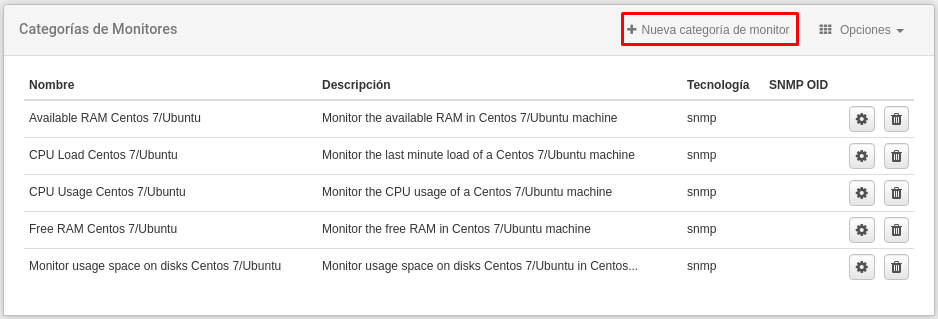 Categorías de Monitores
Nueva categoría de monitor
Opciones
Nombre Descripción Tecnología SNMP OID
Available RAM Centos 7/Ubuntu Monitor the available RAM in Centos 7/Ubuntu machine snmp
CPU Load Centos 7/Ubuntu Monitor the last minute load of a Centos 7/Ubuntu machine snmp
CPU Usage Centos 7/Ubuntu Monitor the CPU usage of a Centos 7/Ubuntu machine snmp
Free RAM Centos 7/Ubuntu Monitor the free RAM in Centos 7/Ubuntu machine snmp
Monitor usage space on disks Centos 7/Ubuntu Monitor usage space on disks Centos 7/Ubuntu in Centos... snmp